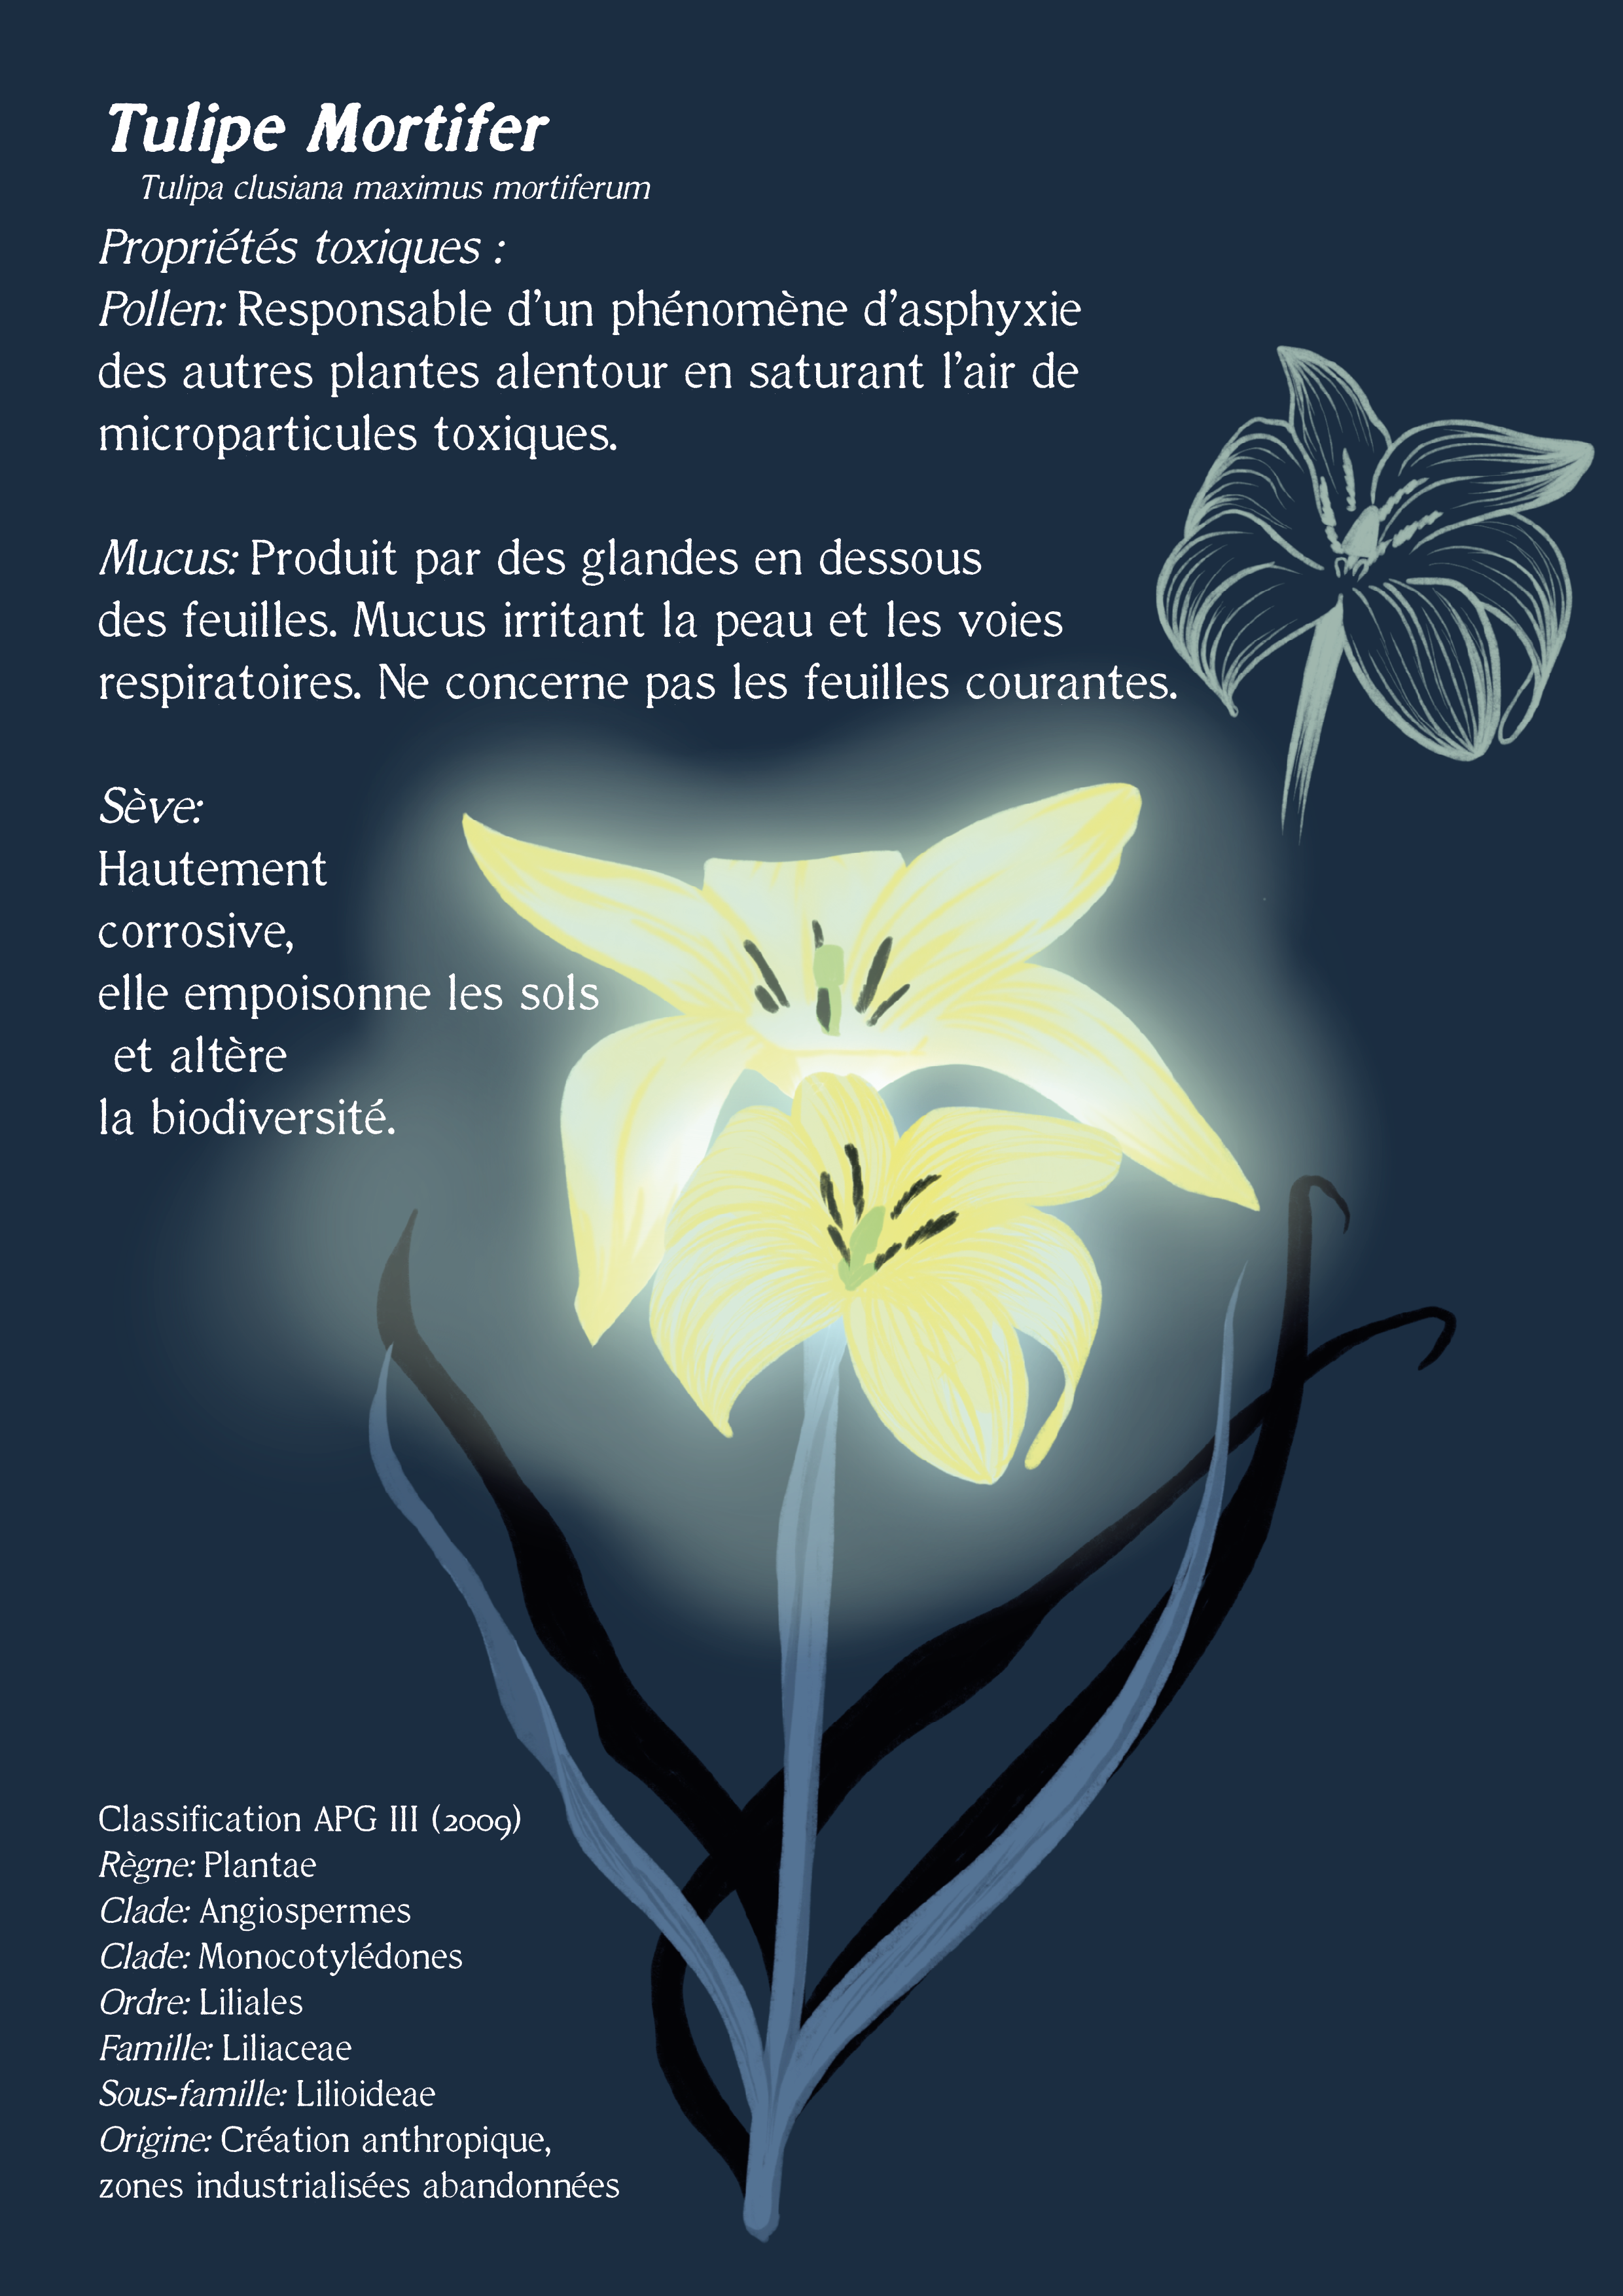 Tulipe Mortifer
Tulipa clusiana maximus mortiferum
Propriétés toxiques :
Pollen: Responsable d’un phénomène d’asphyxie
des autres plantes alentour en saturant l’air de
microparticules toxiques.
Mucus: Produit par des glandes en dessous
des feuilles. Mucus irritant la peau et les voies
respiratoires. Ne concerne pas les feuilles courantes.
Sève:
Hautement
corrosive,
elle empoisonne les sols
et altère
la biodiversité.
Classification APG III (2009)
Règne: Plantae
Clade: Angiospermes
Clade: Monocotylédones
Ordre: Liliales
Famille: Liliaceae
Sous-famille: Lilioideae
Origine: Création anthropique,
zones industrialisées abandonnées